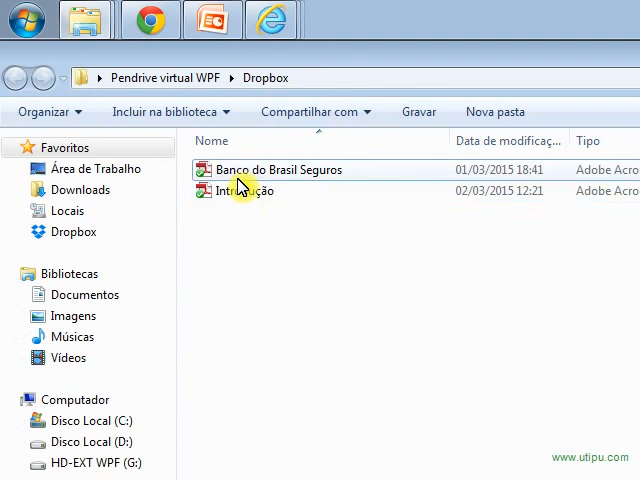 Pendrive virtual WPF Dropbox
Organizar Incluir na biblioteca Compartilhar com Gravar Nova pasta
Nome Data de modificaç... Tipo
Favoritos
Área de Trabalho
Downloads
Locais
Dropbox
Bibliotecas
Documentos
Imagens
Músicas
Vídeos
Computador
Disco Local (C:)
Disco Local (D:)
HD-EXT WPF (G:)
Banco do Brasil Seguros 01/03/2015 18:41 Adobe Acro
Introdução 02/03/2015 12:21 Adobe Acro
www.utipu.com